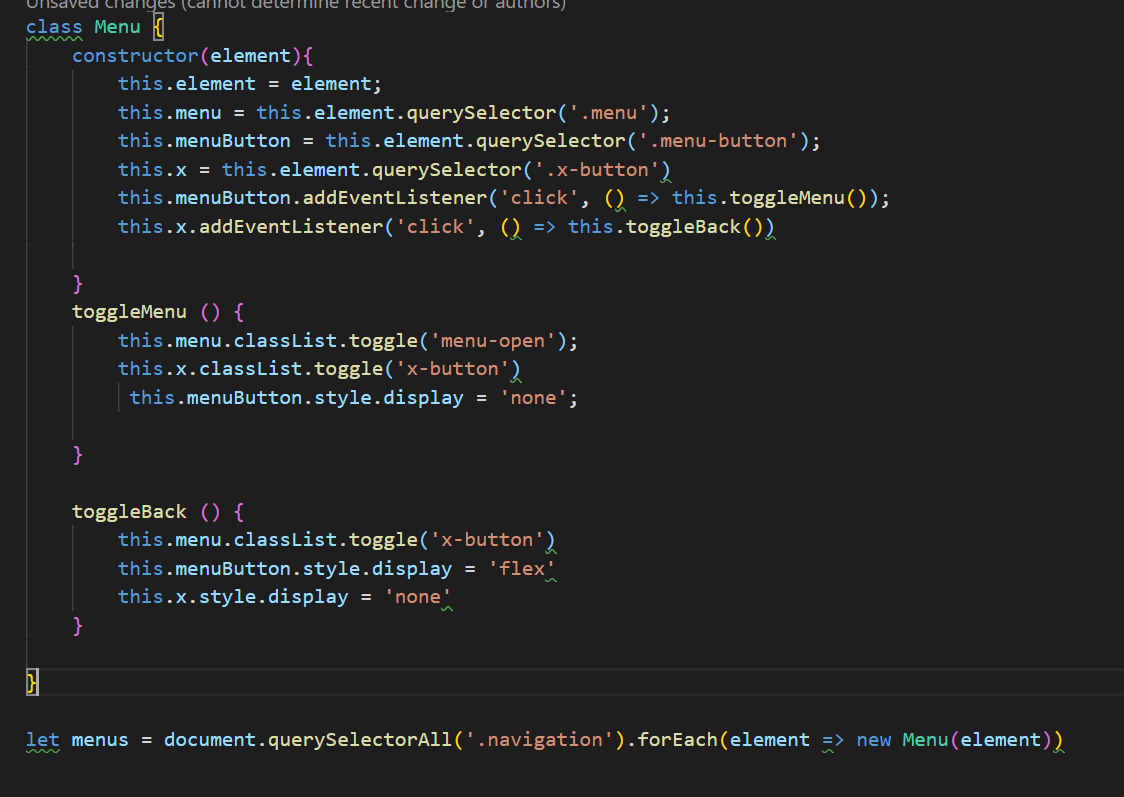 Unsaved changes (cannot determine recent change or authors)
class Menu {
    constructor(element){
        this.element = element;
        this.menu = this.element.querySelector('.menu');
        this.menuButton = this.element.querySelector('.menu-button');
        this.x = this.element.querySelector('.x-button')
        this.menuButton.addEventListener('click', () => this.toggleMenu());
        this.x.addEventListener('click', () => this.toggleBack())
    }
    toggleMenu () {
        this.menu.classList.toggle('menu-open');
        this.x.classList.toggle('x-button')
         this.menuButton.style.display = 'none';
    }
    toggleBack () {
        this.menu.classList.toggle('x-button')
        this.menuButton.style.display = 'flex'
        this.x.style.display = 'none'
    }
}
let menus = document.querySelectorAll('.navigation').forEach(element => new Menu(element))